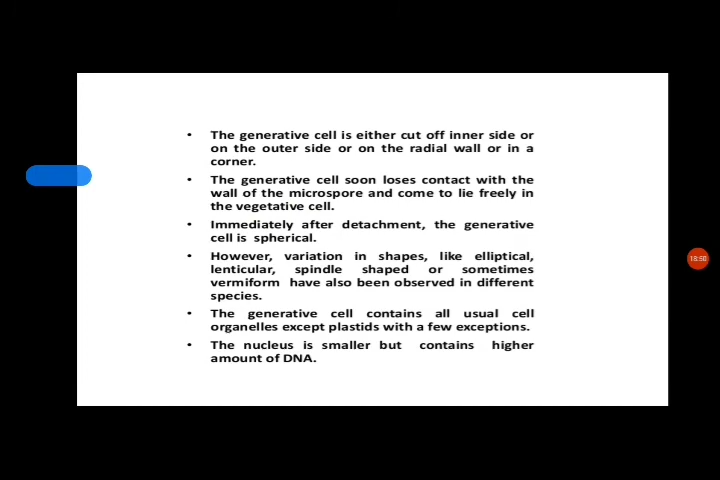 • The generative cell is either cut off inner side or
on the outer side or on the radial wall or in a
corner.
• The generative cell soon loses contact with the
wall of the microspore and come to lie freely in
the vegetative cell.
• Immediately after detachment, the generative
cell is spherical.
• However, variation in shapes, like elliptical,
lenticular, spindle shaped or sometimes
vermiform have also been observed in different
species.
• The generative cell contains all usual cell
organelles except plastids with a few exceptions.
• The nucleus is smaller but contains higher
amount of DNA.
18:50